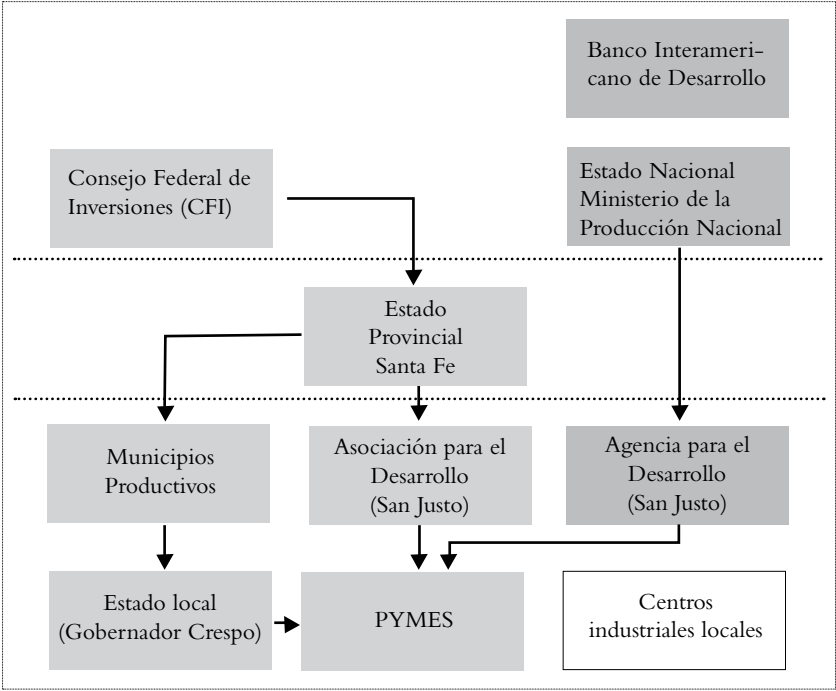 Banco Interameri-
cano de Desarrollo
Consejo Federal de
Inversiones (CFI)
Estado Nacional
Ministerio de la
Producción Nacional
Estado
Provincial
Santa Fe
Municipios
Productivos
Asociación para el
Desarrollo
(San Justo)
Agencia para el
Desarrollo
(San Justo)
Estado local
(Gobernador Crespo)
PYMES
Centros
industriales locales